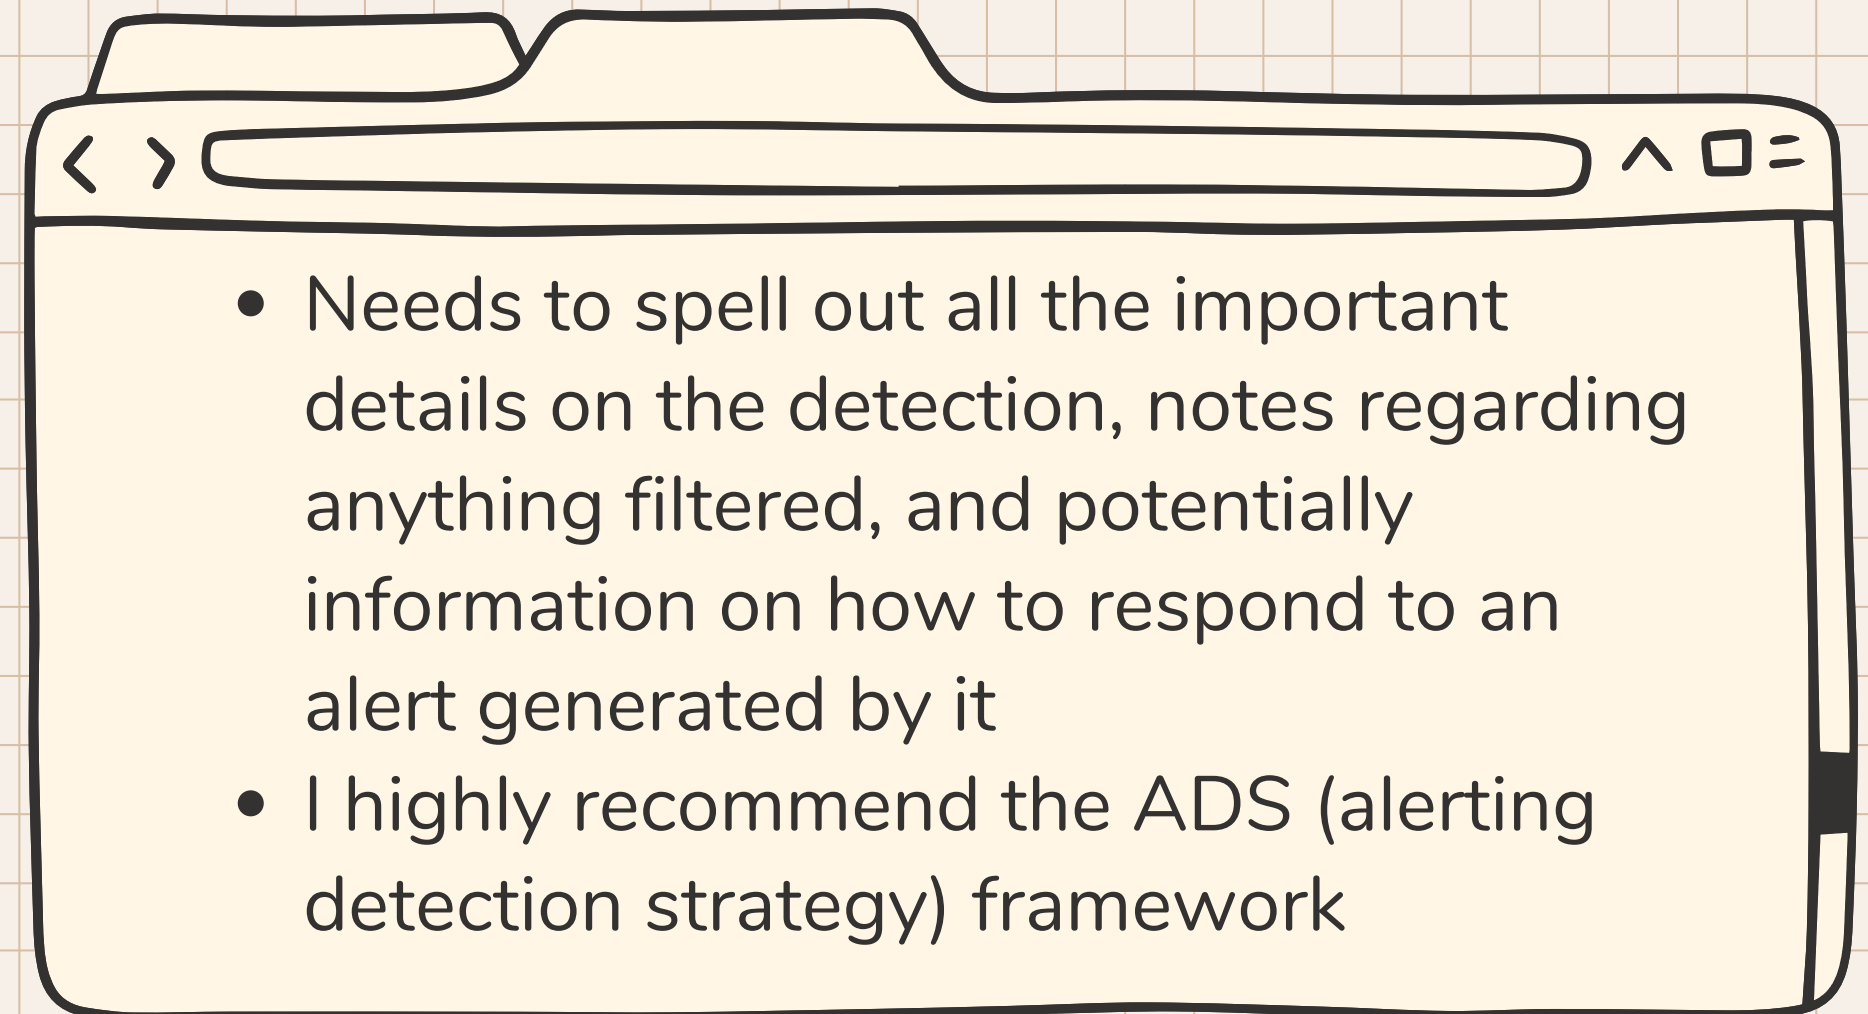 • Needs to spell out all the important
details on the detection, notes regarding
anything filtered, and potentially
information on how to respond to an
alert generated by it
• I highly recommend the ADS (alerting
detection strategy) framework